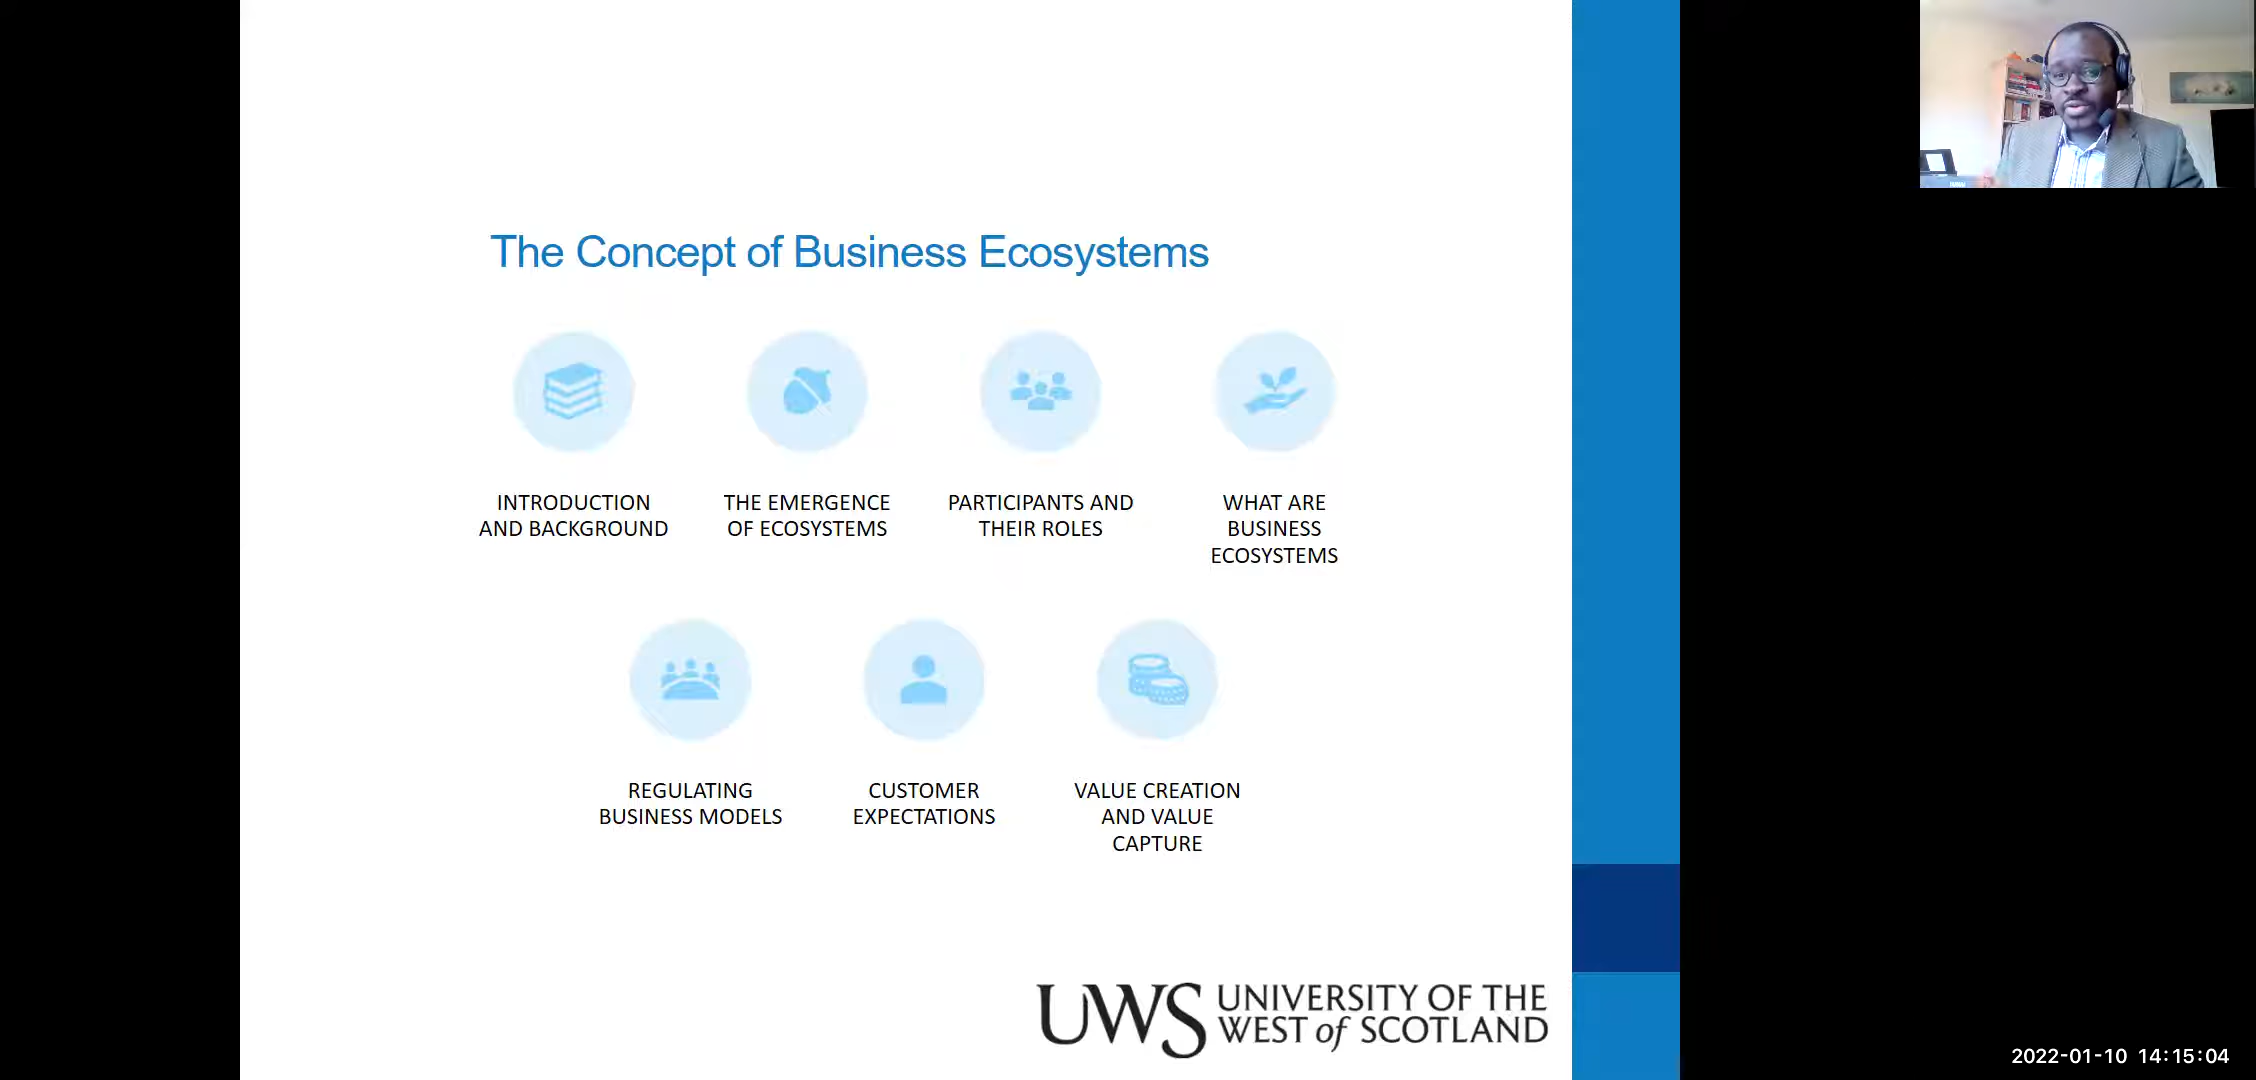 The Concept of Business Ecosystems
INTRODUCTION
AND BACKGROUND
THE EMERGENCE
OF ECOSYSTEMS
PARTICIPANTS AND
THEIR ROLES
WHAT ARE
BUSINESS
ECOSYSTEMS
REGULATING
BUSINESS MODELS
CUSTOMER
EXPECTATIONS
VALUE CREATION
AND VALUE
CAPTURE
UWS
UNIVERSITY OF THE
WEST of SCOTLAND
2022-01-10 14:15:04